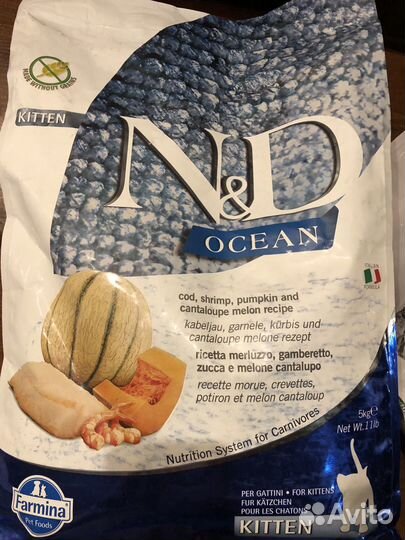 MADE WITHOUT GRAINS
KITTEN
N&D
OCEAN
ITALIAN
FORMULA
cod, shrimp, pumpkin and
cantaloupe melon recipe
kabeljau, garnele, kürbis und
cantaloupe melone rezept
ricetta merluzzo, gamberetto,
zucca e melone cantalupo
recette morue, crevettes,
potiron et melon cantaloup
5kg e
Net Wt. 11lb
Nutrition System for Carnivores
Farmina
Pet Foods
PER GATTINI • FOR KITTENS
FUR KÄTZCHEN
POUR LES CHATONS
KITTEN
Avito